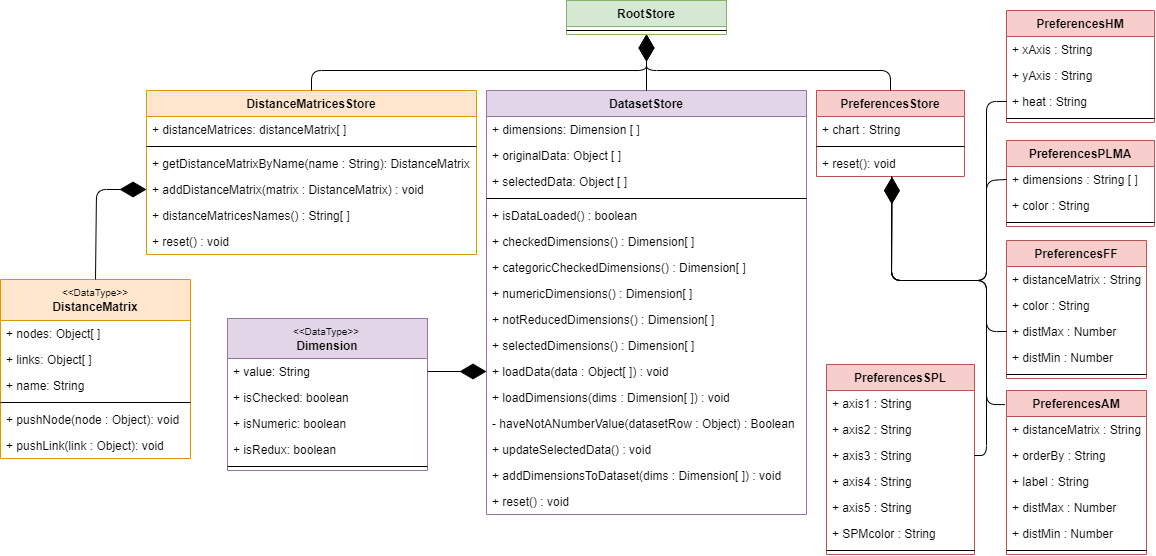 RootStore
DistanceMatricesStore
+ distanceMatrices: distanceMatrix[ ]
+ getDistanceMatrixByName(name : String): DistanceMatrix
+ addDistanceMatrix(matrix : DistanceMatrix) : void
+ distanceMatricesNames() : String[ ]
+ reset() : void
DatasetStore
+ dimensions: Dimension [ ]
+ originalData: Object [ ]
+ selectedData: Object [ ]
+ isDataLoaded() : boolean
+ checkedDimensions() : Dimension[ ]
+ categoricCheckedDimensions() : Dimension[ ]
+ numericDimensions() : Dimension[ ]
+ notReducedDimensions() : Dimension[ ]
+ selectedDimensions() : Dimension[ ]
+ loadData(data : Object[ ]) : void
+ loadDimensions(dims : Dimension[ ]) : void
- haveNotANumberValue(datasetRow : Object) : Boolean
+ updateSelectedData() : void
+ addDimensionsToDataset(dims : Dimension[ ]) : void
+ reset() : void
PreferencesStore
+ chart : String
+ reset(): void
PreferencesHM
+ xAxis : String
+ yAxis : String
+ heat : String
PreferencesPLMA
+ dimensions : String [ ]
+ color : String
PreferencesFF
+ distanceMatrix : String
+ color : String
+ distMax : Number
+ distMin : Number
<<DataType>>
DistanceMatrix
+ nodes: Object[ ]
+ links: Object[ ]
+ name: String
+ pushNode(node : Object): void
+ pushLink(link : Object): void
<<DataType>>
Dimension
+ value: String
+ isChecked: boolean
+ isNumeric: boolean
+ isRedux: boolean
PreferencesSPL
+ axis1 : String
+ axis2 : String
+ axis3 : String
+ axis4 : String
+ axis5 : String
+ SPMcolor : String
PreferencesAM
+ distanceMatrix : String
+ orderBy : String
+ label : String
+ distMax : Number
+ distMin : Number